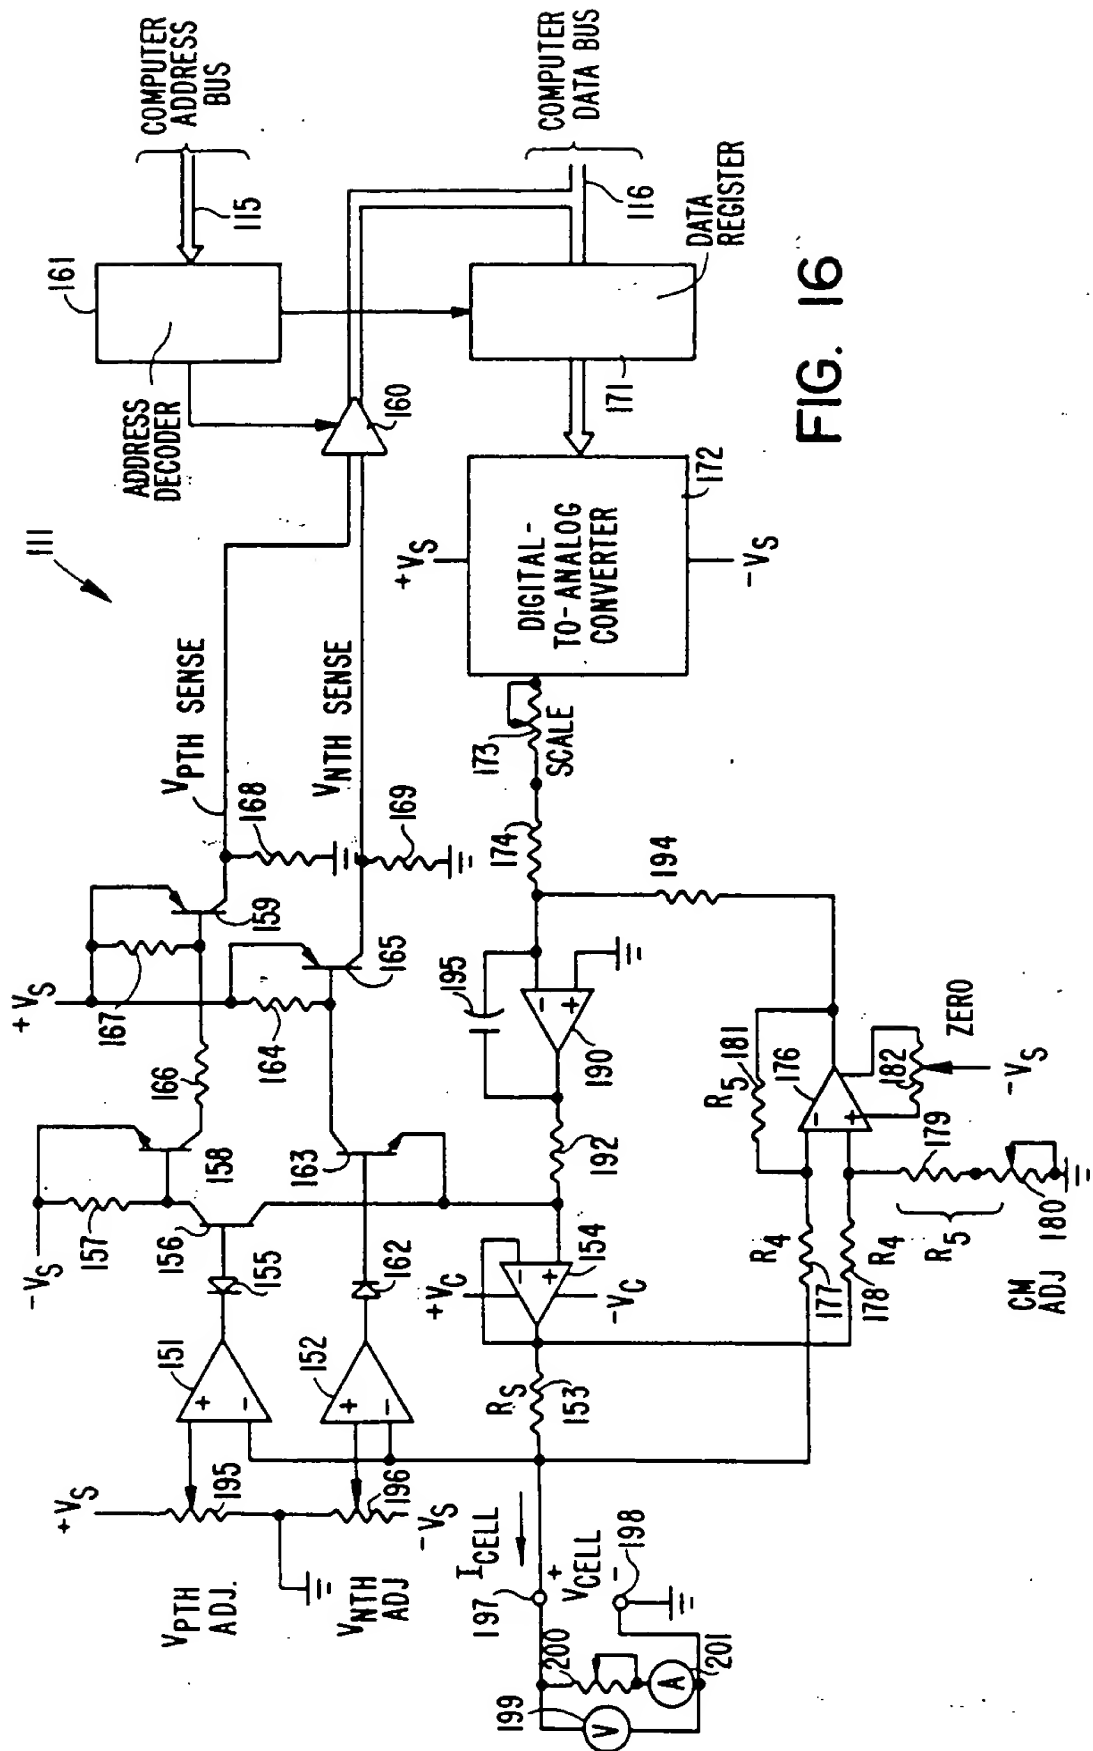 111
COMPUTER
ADDRESS
BUS
115
161
ADDRESS
DECODER
160
COMPUTER
DATA BUS
116
DATA
REGISTER
171
172
DIGITAL-
TO-ANALOG
CONVERTER
+VS
-VS
VPTH SENSE
VNTH SENSE
168
169
159
167
+VS
166
164
165
158
163
-VS
157
156
155
162
151
+
-
152
+
-
+VS
195
196
-VS
VPTH
ADJ.
VNTH
ADJ
173
SCALE
174
194
195
-
+
190
192
154
-
+
+VC
-VC
RS
153
ICELL
197
+
VCELL
-
198
200
199
V
A
201
R5 181
176
-
+
182
ZERO
-VS
R4
177
R4
178
179
R5
180
CM
ADJ
FIG. 16